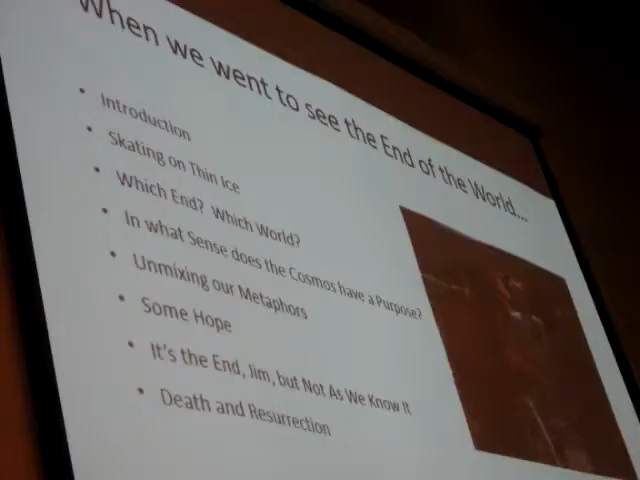 When we went to see the End of the World...
• Introduction
• Skating on Thin Ice
• Which End? Which World?
• In what Sense does the Cosmos have a Purpose?
• Unmixing our Metaphors
• Some Hope
• It's the End, Jim, but Not As We Know It
• Death and Resurrection